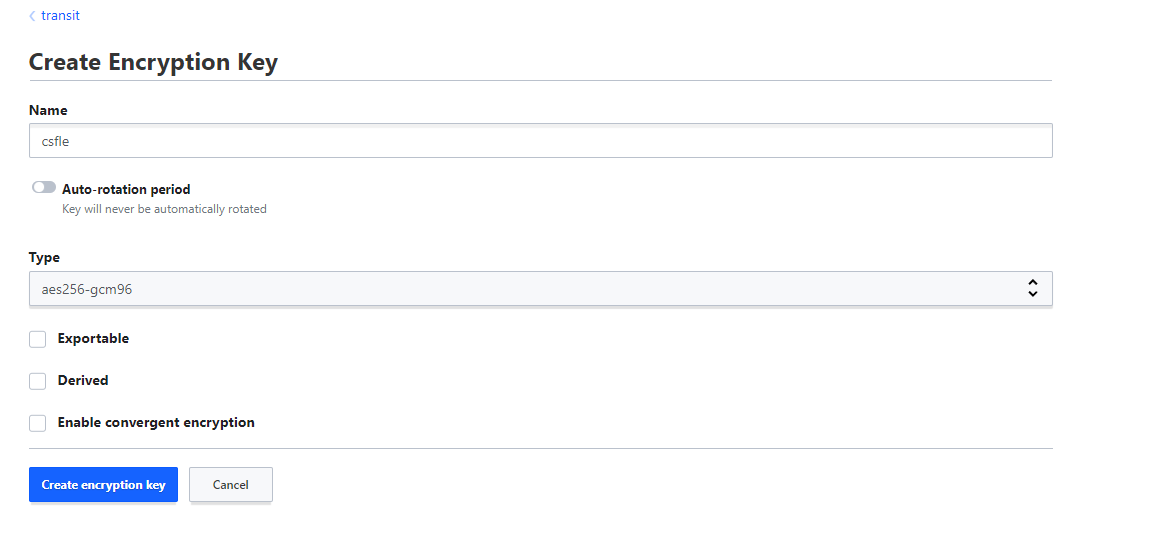 transit
Create Encryption Key
Name
csfle
Auto-rotation period
Key will never be automatically rotated
Type
aes256-gcm96
Exportable
Derived
Enable convergent encryption
Create encryption key
Cancel